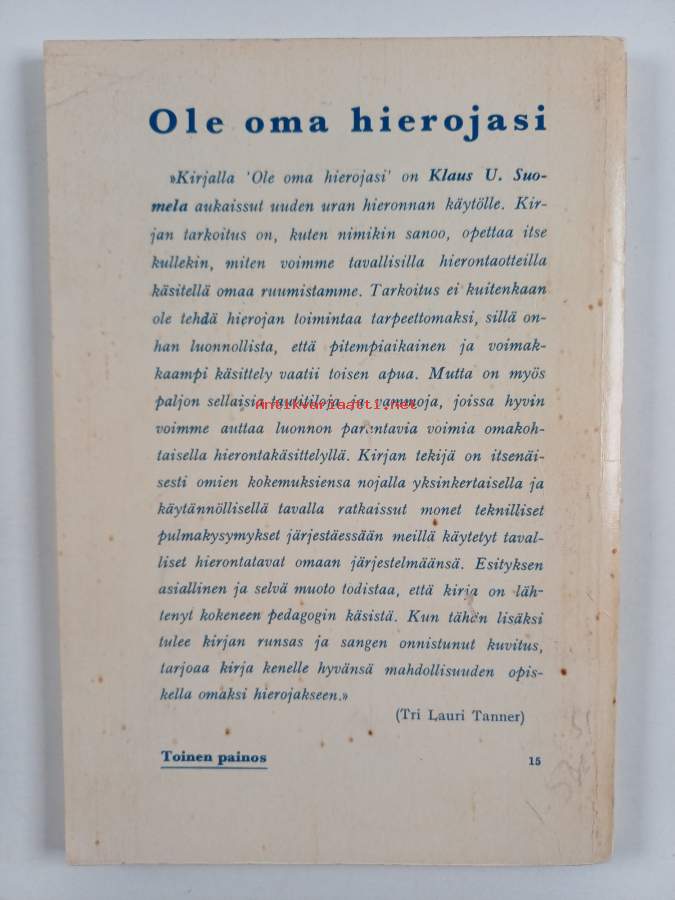 Ole oma hierojasi
»Kirjalla 'Ole oma hierojasi' on Klaus U. Suo-
mela aukaissut uuden uran hieronnan käytölle. Kir-
jan tarkoitus on, kuten nimikin sanoo, opettaa itse
kullekin, miten voimme tavallisilla hierontaotteilla
käsitellä omaa ruumistamme. Tarkoitus ei kuitenkaan
ole tehdä hierojan toimintaa tarpeettomaksi, sillä on-
han luonnollista, että pitempiaikainen ja voimak-
kaampi käsittely vaatii toisen apua. Mutta on myös
paljon sellaisia tautitiloja ja vammoja, joissa hyvin
Antikvariaatti.net
voimme auttaa luonnon parantavia voimia omakoh-
taisella hierontakäsittelyllä. Kirjan tekijä on itsenäi-
sesti omien kokemuksiensa nojalla yksinkertaisella ja
käytännöllisellä tavalla ratkaissut monet teknilliset
pulmakysymykset järjestäessään meillä käytetyt taval-
liset hierontatavat omaan järjestelmäänsä. Esityksen
asiallinen ja selvä muoto todistaa, että kirja on läh-
tenyt kokeneen pedagogin käsistä. Kun tähän lisäksi
tulee kirjan runsas ja sangen onnistunut kuvitus,
tarjoaa kirja kenelle hyvänsä mahdollisuuden opis-
kella omaksi hierojakseen.»
(Tri Lauri Tanner)
Toinen painos
15